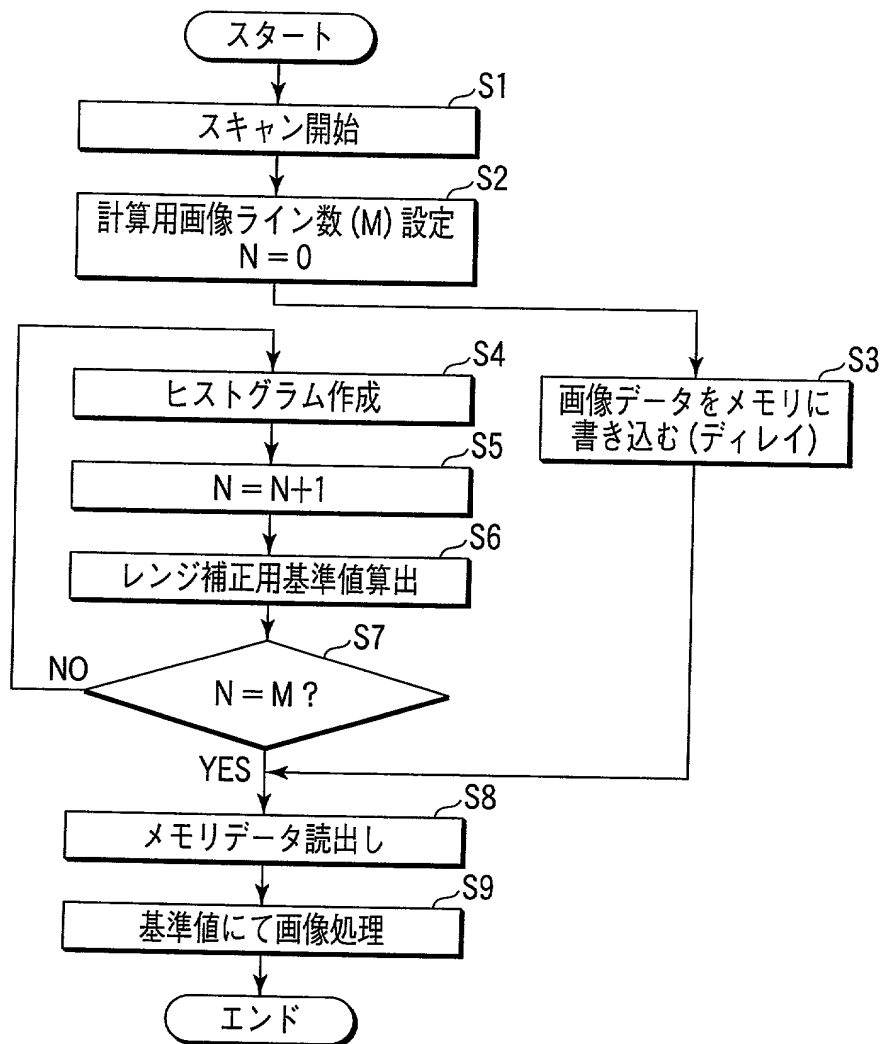 スタート
S1
スキャン開始
S2
計算用画像ライン数(M)設定
N=0
S4
ヒストグラム作成
S3
画像データをメモリに
書き込む(ディレイ)
S5
N=N+1
S6
レンジ補正用基準値算出
S7
N=M?
NO
YES
S8
メモリデータ読出し
S9
基準値にて画像処理
エンド